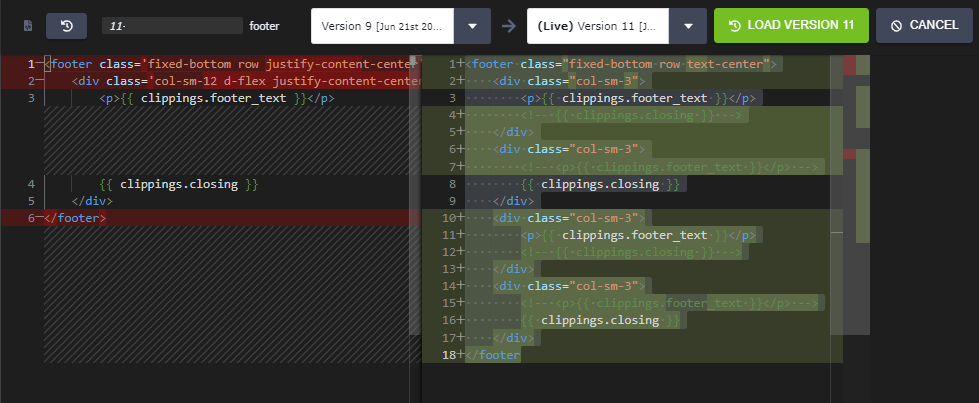 11· footer Version 9 [Jun 21st 20... (Live) Version 11 [J... LOAD VERSION 11 CANCEL
1 <footer class='fixed-bottom row justify-content-center
2 <div class='col-sm-12 d-flex justify-content-cente
3 <p>{{ clippings.footer_text }}</p>
4 {{ clippings.closing }}
5 </div>
6 </footer>
1+ <footer class="fixed-bottom row text-center">
2+ <div class="col-sm-3">
3 <p>{{ clippings.footer_text }}</p>
4+ <!-- {{ clippings.closing }} -->
5+ </div>
6+ <div class="col-sm-3">
7+ <!-- <p>{{ clippings.footer_text }}</p> -->
8 {{ clippings.closing }}
9 </div>
10+ <div class="col-sm-3">
11+ <p>{{ clippings.footer_text }}</p>
12+ <!-- {{ clippings.closing }} -->
13+ </div>
14+ <div class="col-sm-3">
15+ <!-- <p>{{ clippings.footer_text }}</p> -->
16+ {{ clippings.closing }}
17+ </div>
18+ </footer